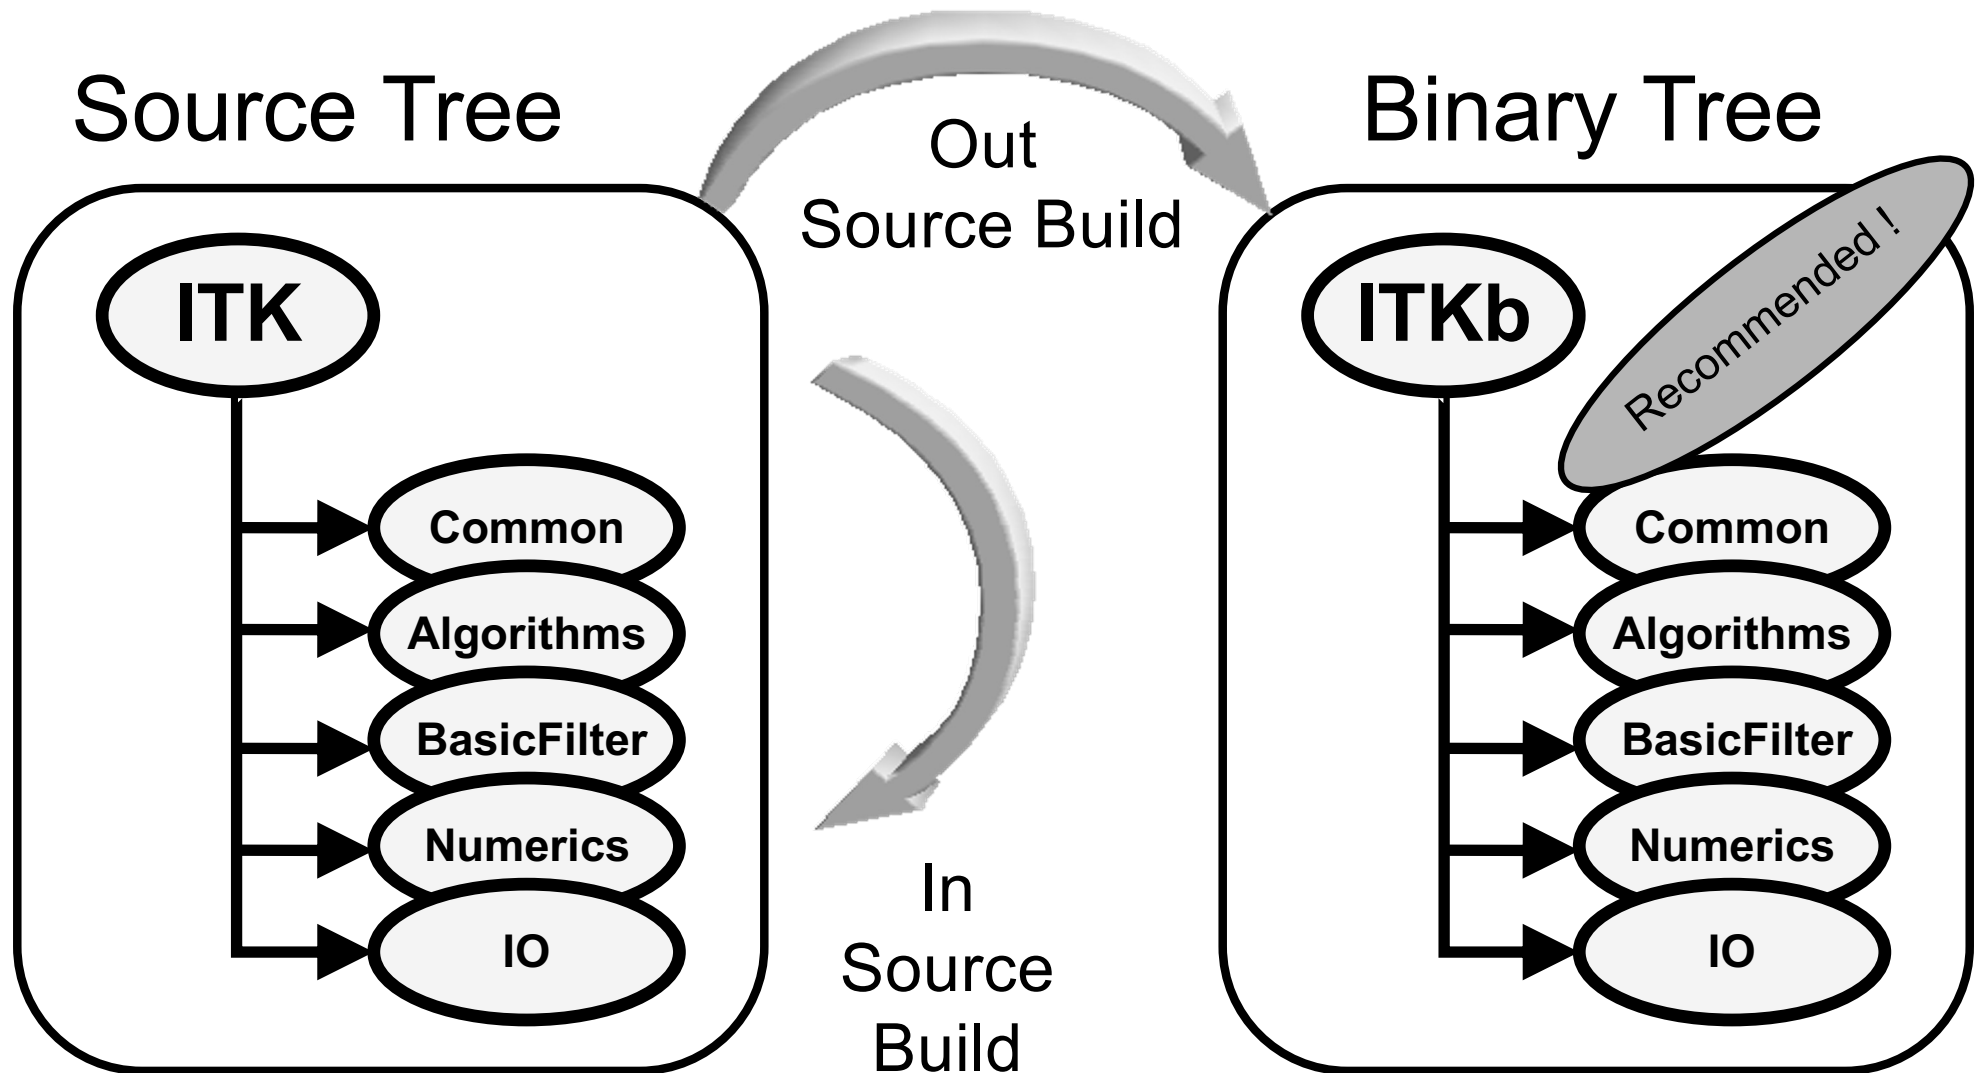 Source Tree
Out
Source Build
Binary Tree
ITK
Common
Algorithms
BasicFilter
Numerics
IO
In
Source
Build
ITKb
Recommended !
Common
Algorithms
BasicFilter
Numerics
IO